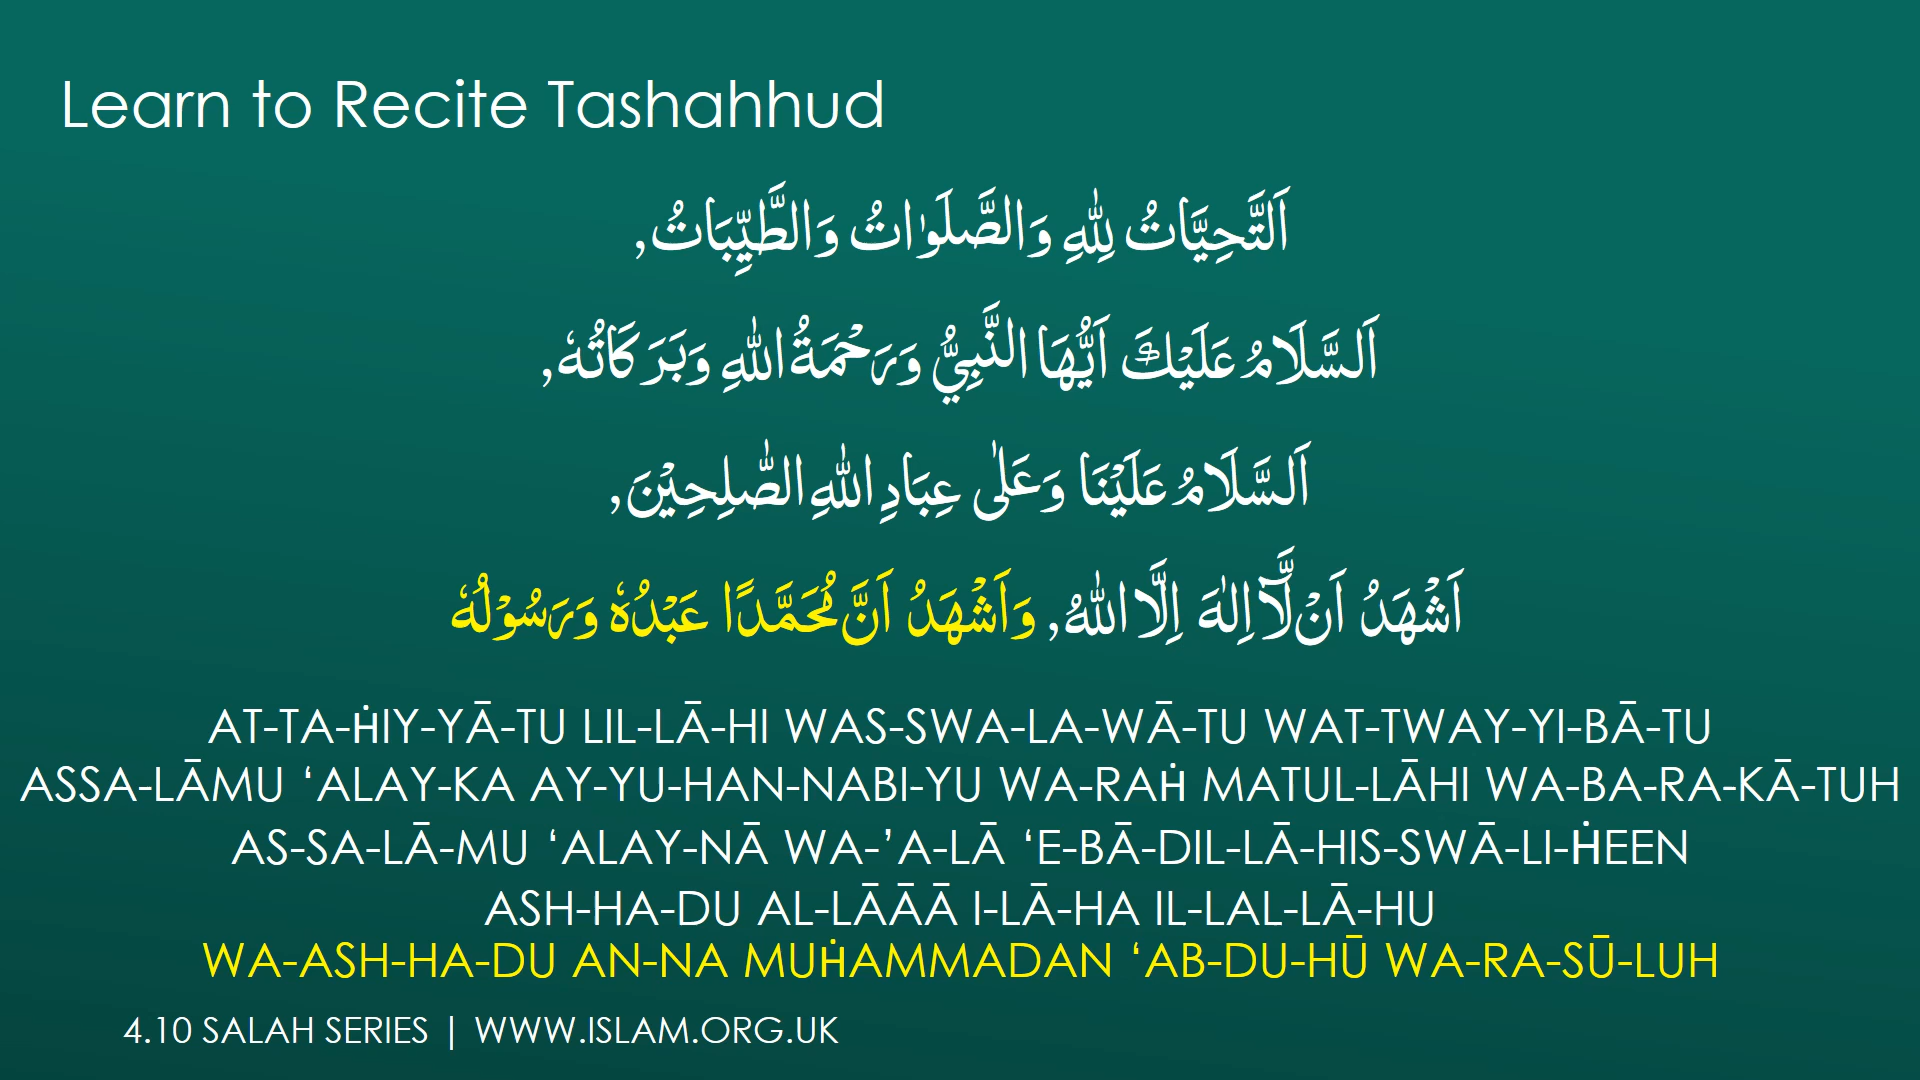 Learn to Recite Tashahhud
اَلتَّحِيَّاتُ لِلّٰهِ وَالصَّلَوٰاتُ وَالطَّيِّبَاتُ,
اَلسَّلَامُ عَلَيْكَ اَيُّهَا النَّبِيُّ وَرَحْمَةُ اللّٰهِ وَبَرَكَاتُهٗ,
اَلسَّلَامُ عَلَيْنَا وَعَلٰى عِبَادِ اللّٰهِ الصّٰلِحِيْنَ,
اَشْهَدُ اَنْ لَّآ اِلٰهَ اِلَّا اللّٰهُ, وَاَشْهَدُ اَنَّ مُحَمَّدًا عَبْدُهٗ وَرَسُوْلُهٗ
AT-TA-ḢIY-YĀ-TU LIL-LĀ-HI WAS-SWA-LA-WĀ-TU WAT-TWAY-YI-BĀ-TU
ASSA-LĀMU ‘ALAY-KA AY-YU-HAN-NABI-YU WA-RAḢ MATUL-LĀHI WA-BA-RA-KĀ-TUH
AS-SA-LĀ-MU ‘ALAY-NĀ WA-’A-LĀ ‘E-BĀ-DIL-LĀ-HIS-SWĀ-LI-ḢEEN
ASH-HA-DU AL-LĀĀĀ I-LĀ-HA IL-LAL-LĀ-HU
WA-ASH-HA-DU AN-NA MUḢAMMADAN ‘AB-DU-HŪ WA-RA-SŪ-LUH
4.10 SALAH SERIES | WWW.ISLAM.ORG.UK